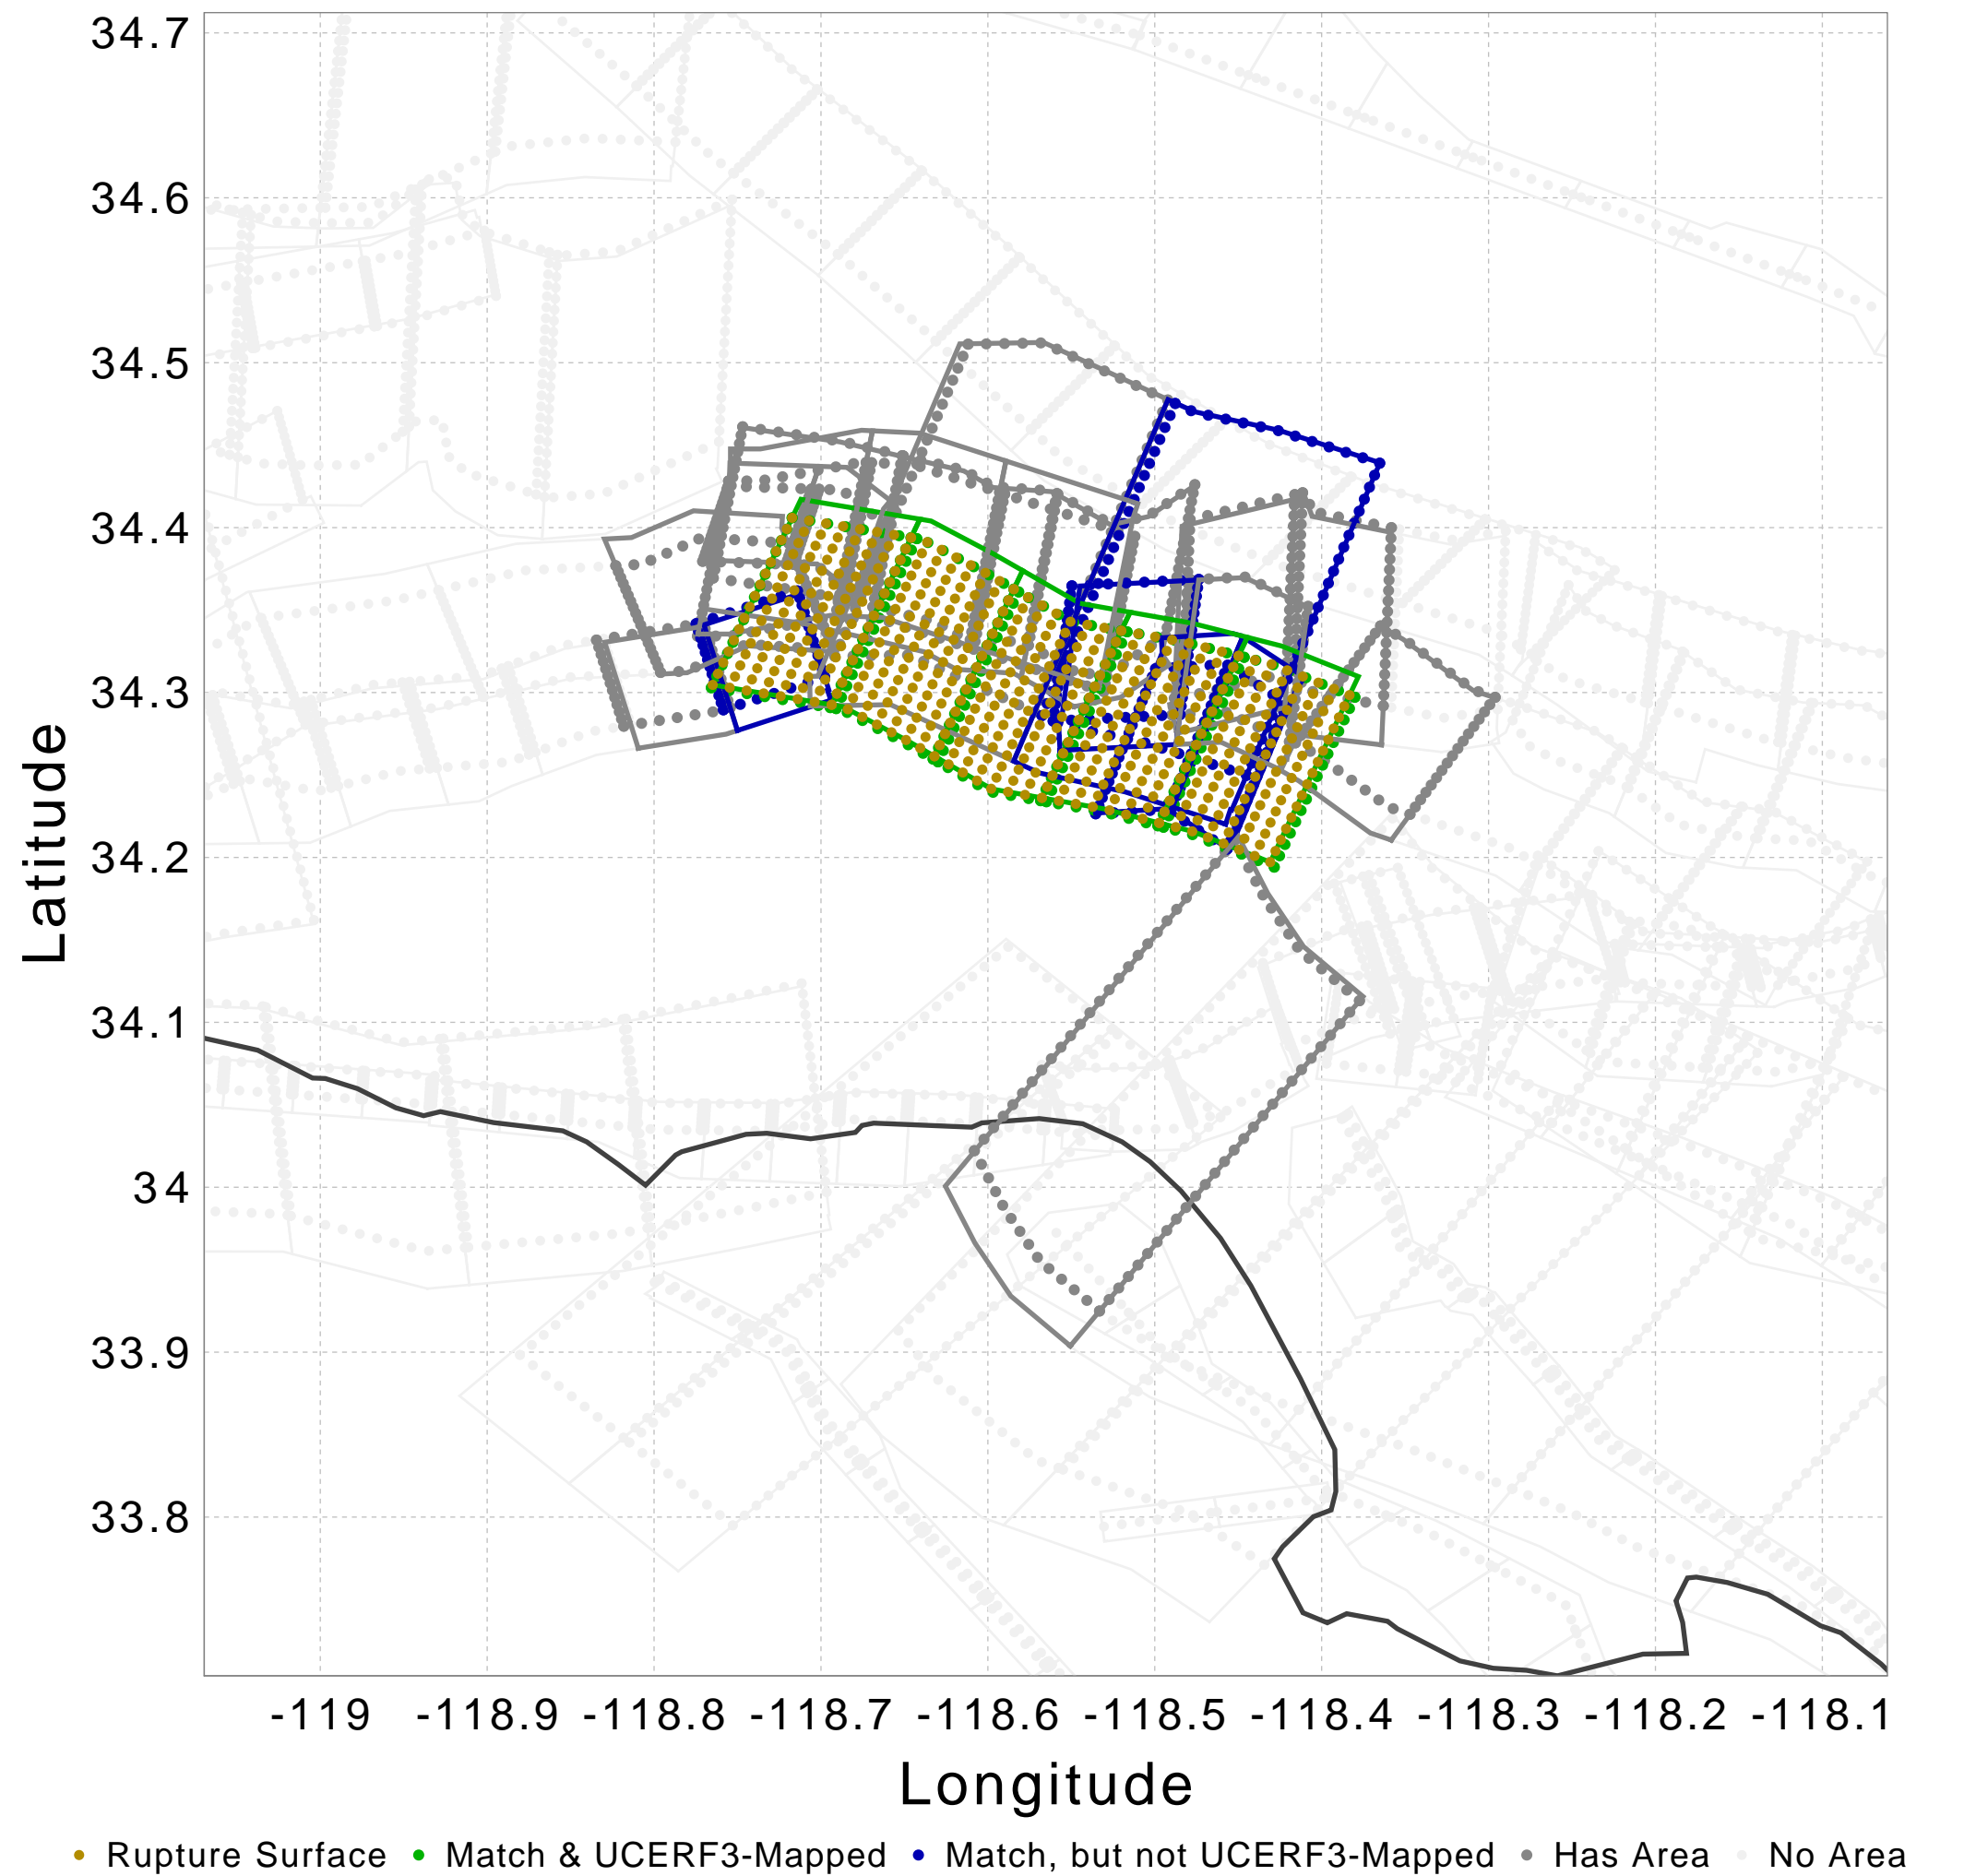 34.7
34.6
34.5
34.4
34.3
34.2
34.1
34
33.9
33.8
Latitude
-119 -118.9 -118.8 -118.7 -118.6 -118.5 -118.4 -118.3 -118.2 -118.1
Longitude
Rupture Surface Match & UCERF3-Mapped Match, but not UCERF3-Mapped Has Area No Area